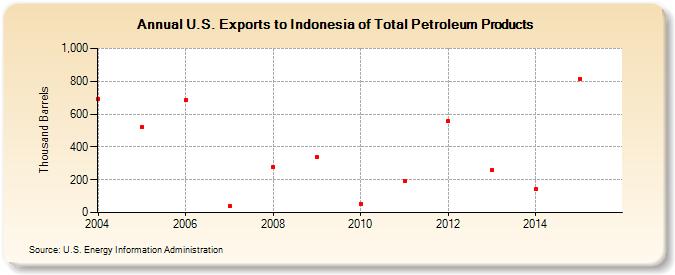 Annual U.S. Exports to Indonesia of Total Petroleum Products
Thousand Barrels
1,000
800
600
400
200
0
2004 2006 2008 2010 2012 2014
Source: U.S. Energy Information Administration